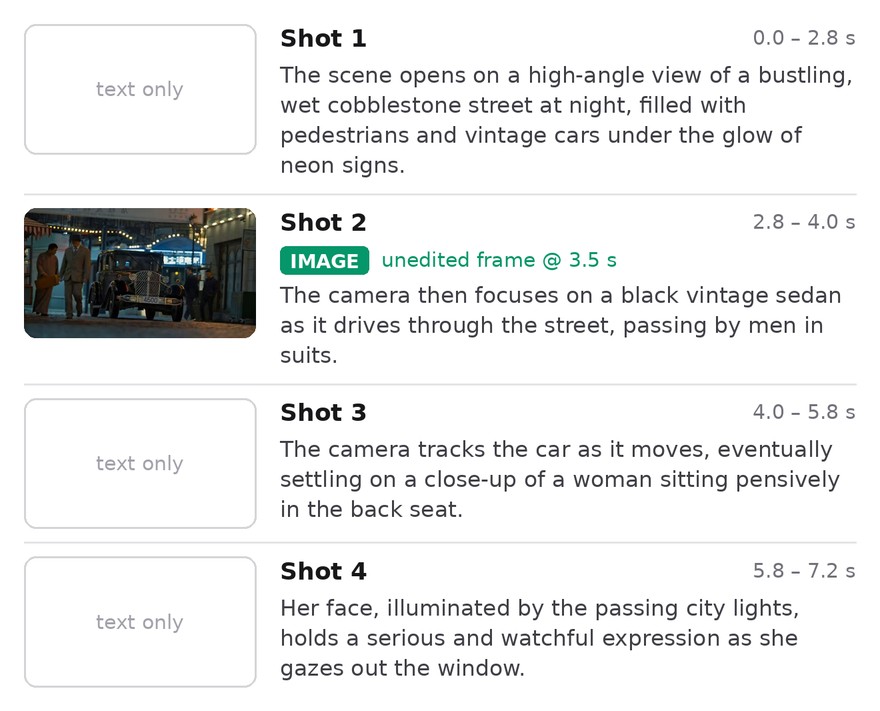 text only
Shot 1
0.0 – 2.8 s
The scene opens on a high-angle view of a bustling,
wet cobblestone street at night, filled with
pedestrians and vintage cars under the glow of
neon signs.
Shot 2
2.8 – 4.0 s
IMAGE unedited frame @ 3.5 s
The camera then focuses on a black vintage sedan
as it drives through the street, passing by men in
suits.
text only
Shot 3
4.0 – 5.8 s
The camera tracks the car as it moves, eventually
settling on a close-up of a woman sitting pensively
in the back seat.
text only
Shot 4
5.8 – 7.2 s
Her face, illuminated by the passing city lights,
holds a serious and watchful expression as she
gazes out the window.